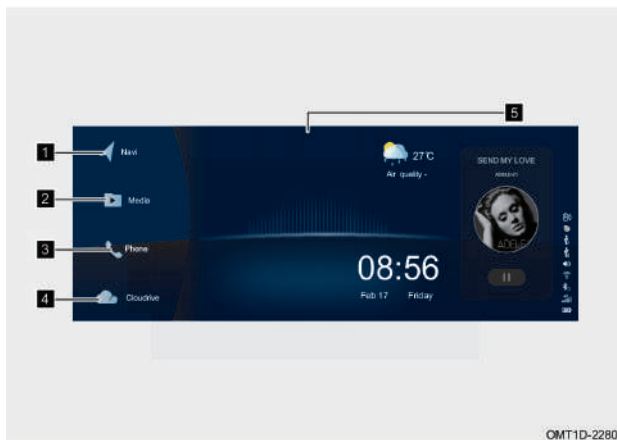 5
1
Navi
27℃
Air quality -
SEND MY LOVE
2
Media
ADELE
3
Phone
08:56
Feb 17 Friday
4
Cloudrive
OMT1D-2280